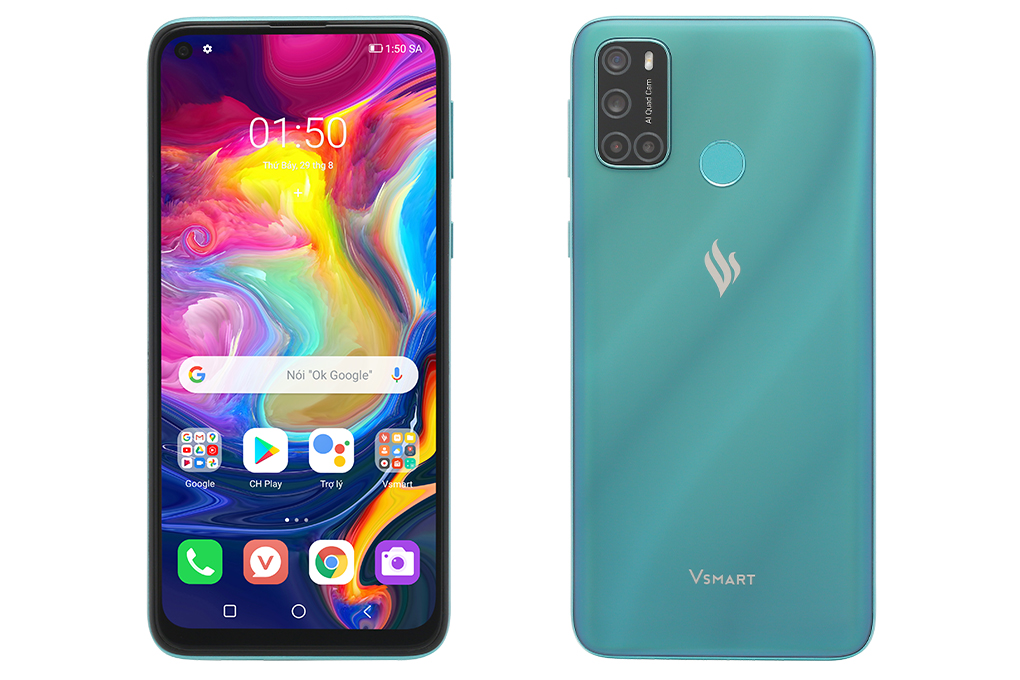 1:50 SA
01:50
Thứ Bảy, 29 thg 8
Nói "Ok Google"
Google
CH Play
Trợ lý
Vsmart
AI Quad Cam
VSMART